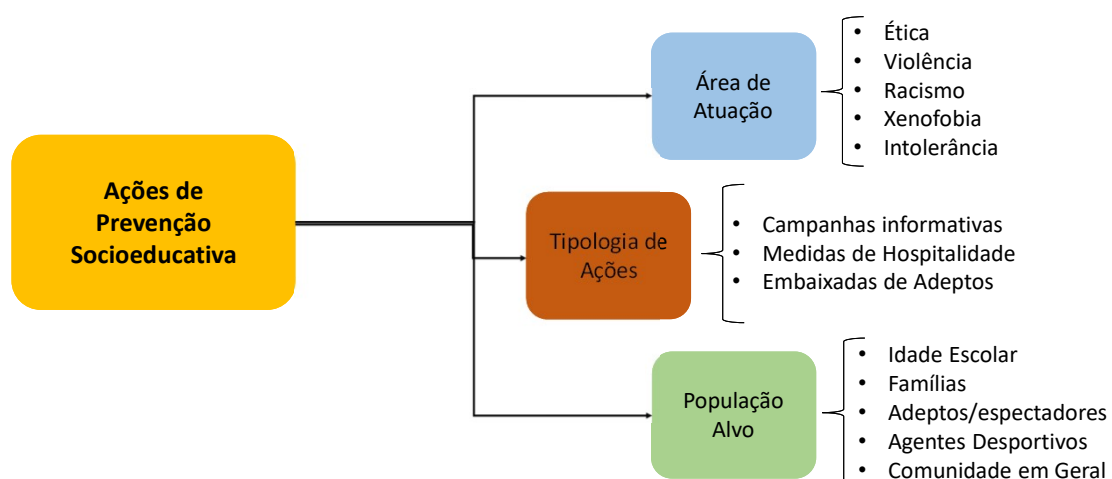 Ações de
Prevenção
Socioeducativa
Área de
Atuação
• Ética
• Violência
• Racismo
• Xenofobia
• Intolerância
Tipologia de
Ações
• Campanhas informativas
• Medidas de Hospitalidade
• Embaixadas de Adeptos
População
Alvo
• Idade Escolar
• Famílias
• Adeptos/espectadores
• Agentes Desportivos
• Comunidade em Geral